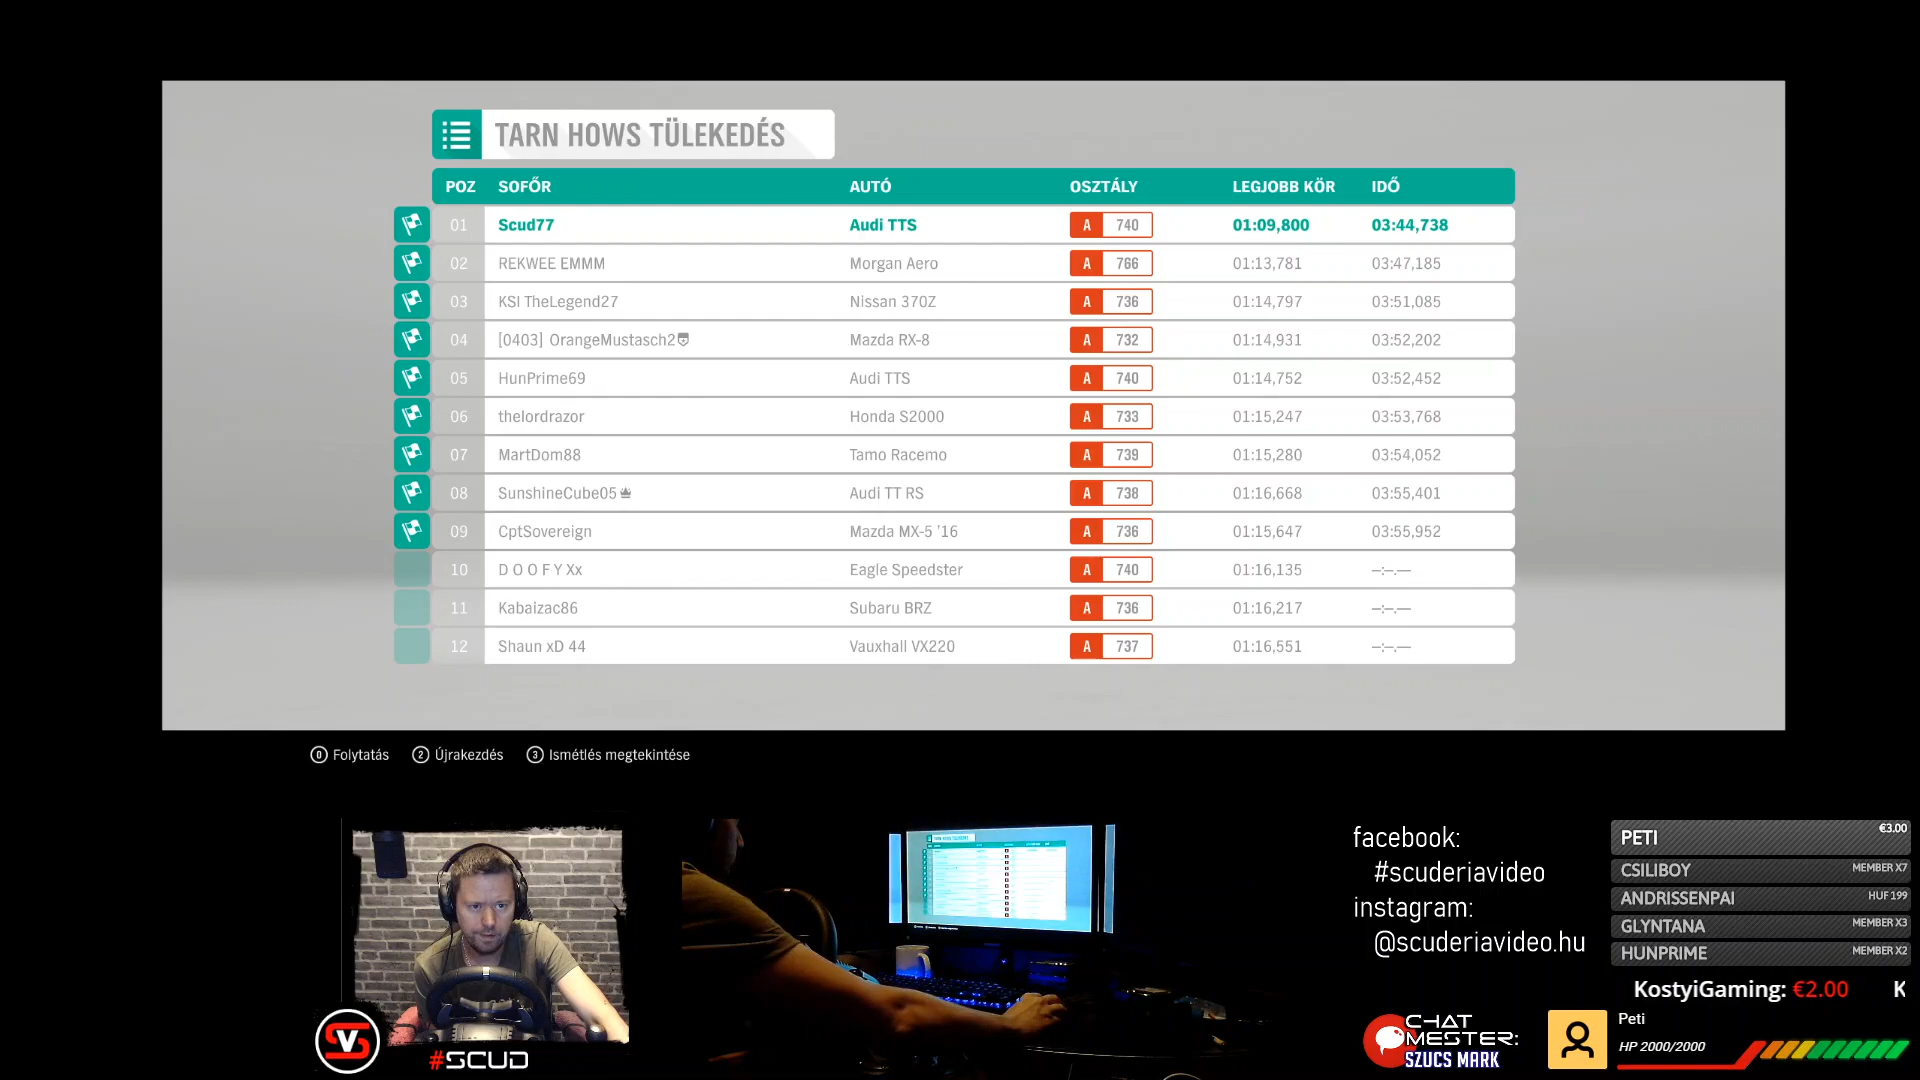 TARN HOWS TÜLEKEDÉS
POZ SOFŐR AUTÓ OSZTÁLY LEGJOBB KÖR IDŐ
01 Scud77 Audi TTS A 740 01:09,800 03:44,738
02 REKWEE EMMM Morgan Aero A 766 01:13,781 03:47,185
03 KSI TheLegend27 Nissan 370Z A 736 01:14,797 03:51,085
04 [0403] OrangeMustasch2 Mazda RX-8 A 732 01:14,931 03:52,202
05 HunPrime69 Audi TTS A 740 01:14,752 03:52,452
06 thelordrazor Honda S2000 A 733 01:15,247 03:53,768
07 MartDom88 Tamo Racemo A 739 01:15,280 03:54,052
08 SunshineCube05 Audi TT RS A 738 01:16,668 03:55,401
09 CptSovereign Mazda MX-5 '16 A 736 01:15,647 03:55,952
10 D O O F Y Xx Eagle Speedster A 740 01:16,135 –:–.––
11 Kabaizac86 Subaru BRZ A 736 01:16,217 –:–.––
12 Shaun xD 44 Vauxhall VX220 A 737 01:16,551 –:–.––
0 Folytatás 2 Újrakezdés 3 Ismétlés megtekintése
facebook:
#scuderiavideo
instagram:
@scuderiavideo.hu
PETI €3.00
CSILIBOY MEMBER X7
ANDRISSENPAI HUF 199
GLYNTANA MEMBER X3
HUNPRIME MEMBER X2
KostyiGaming: €2.00 K
CHAT
MESTER:
SZUCS MARK
Peti
HP 2000/2000
SV
#SCUD